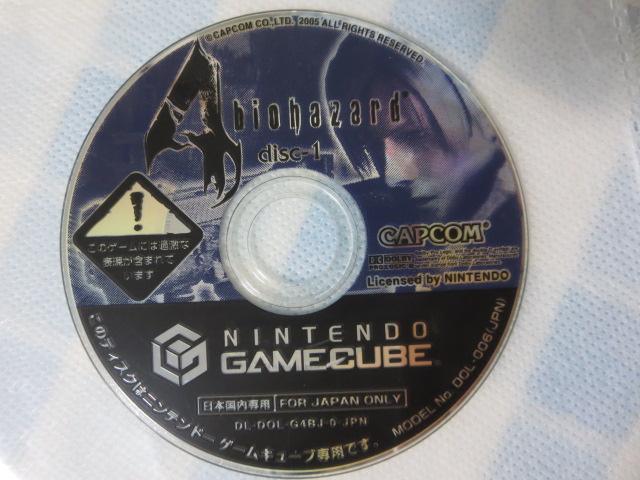 ©CAPCOM CO.,LTD. 2005 ALL RIGHTS RESERVED.
4
biohazard®
disc-1
このゲームには過激な
表現が含まれて
います
CAPCOM®
DOLBY
PRO LOGIC II
Licensed by NINTENDO
NINTENDO
GAMECUBE
日本国内専用 FOR JAPAN ONLY
DL-DOL-G4BJ-0-JPN
このディスクはニンテンドーゲームキューブ専用です。
MODEL No. DOL-006(JPN)